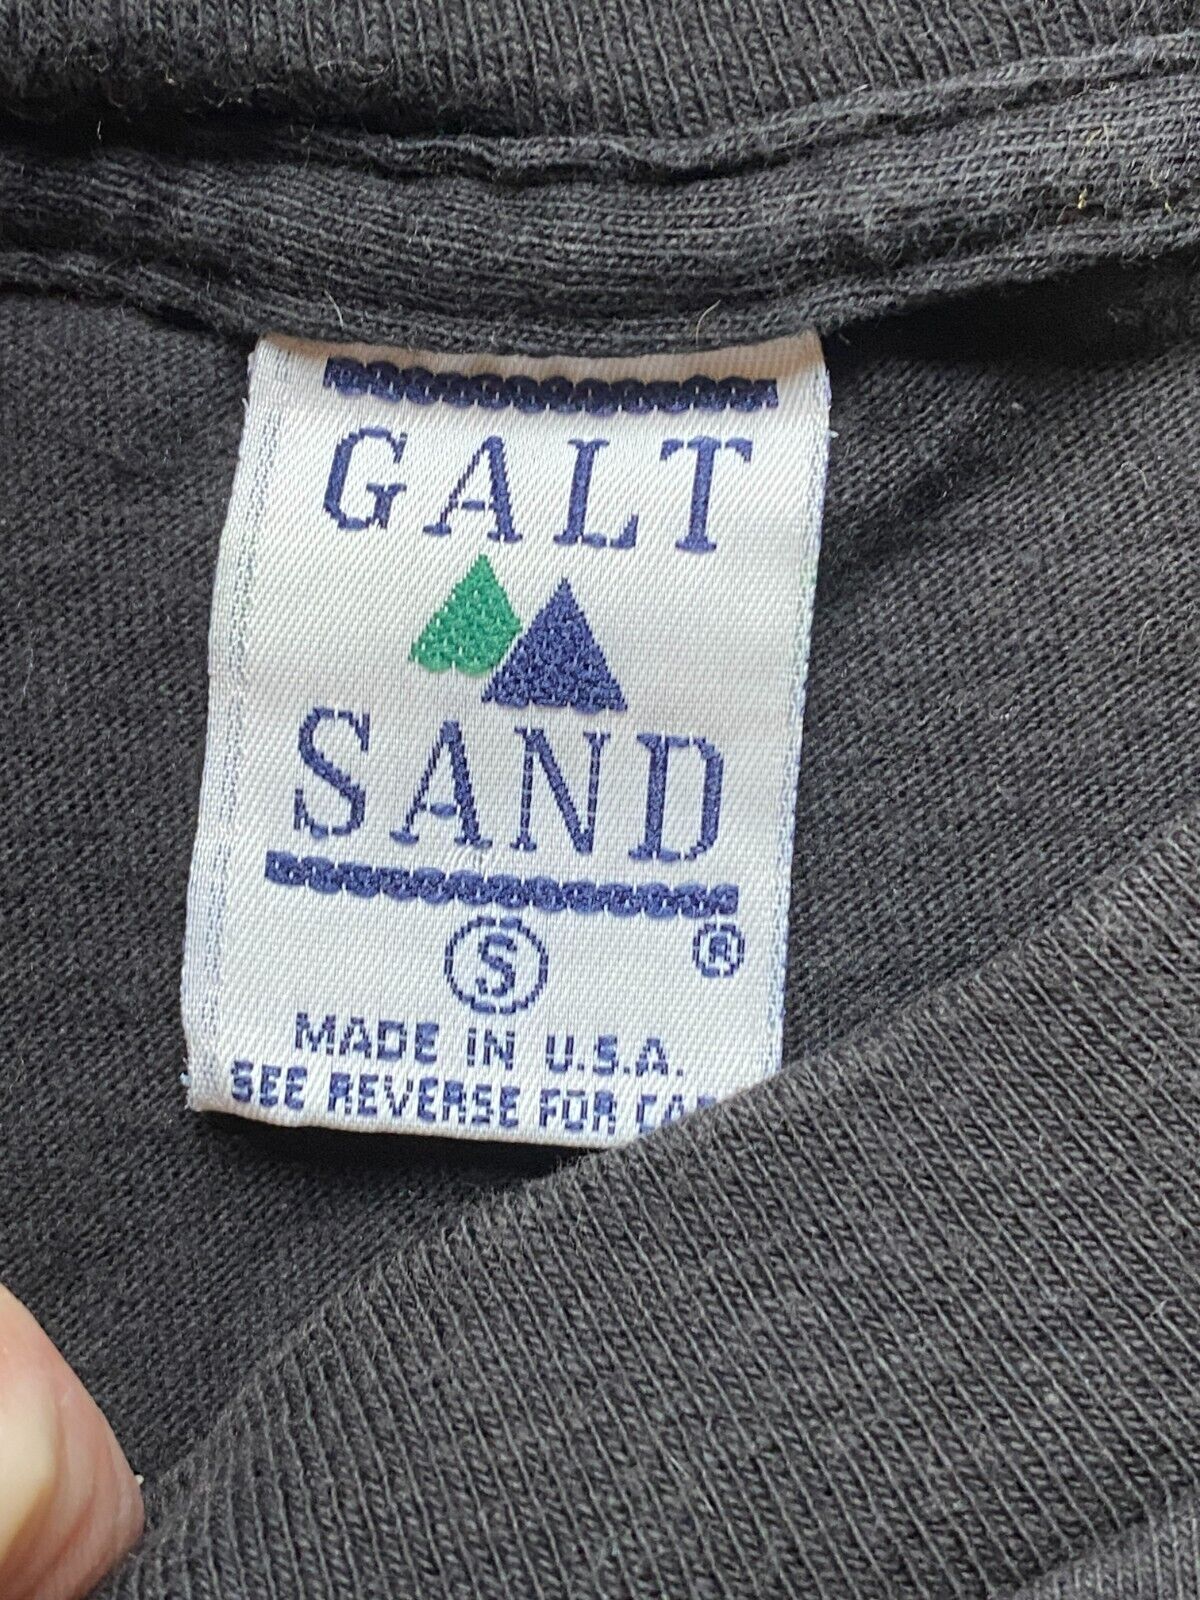 GALT
SAND
S ®
MADE IN U.S.A.
SEE REVERSE FOR